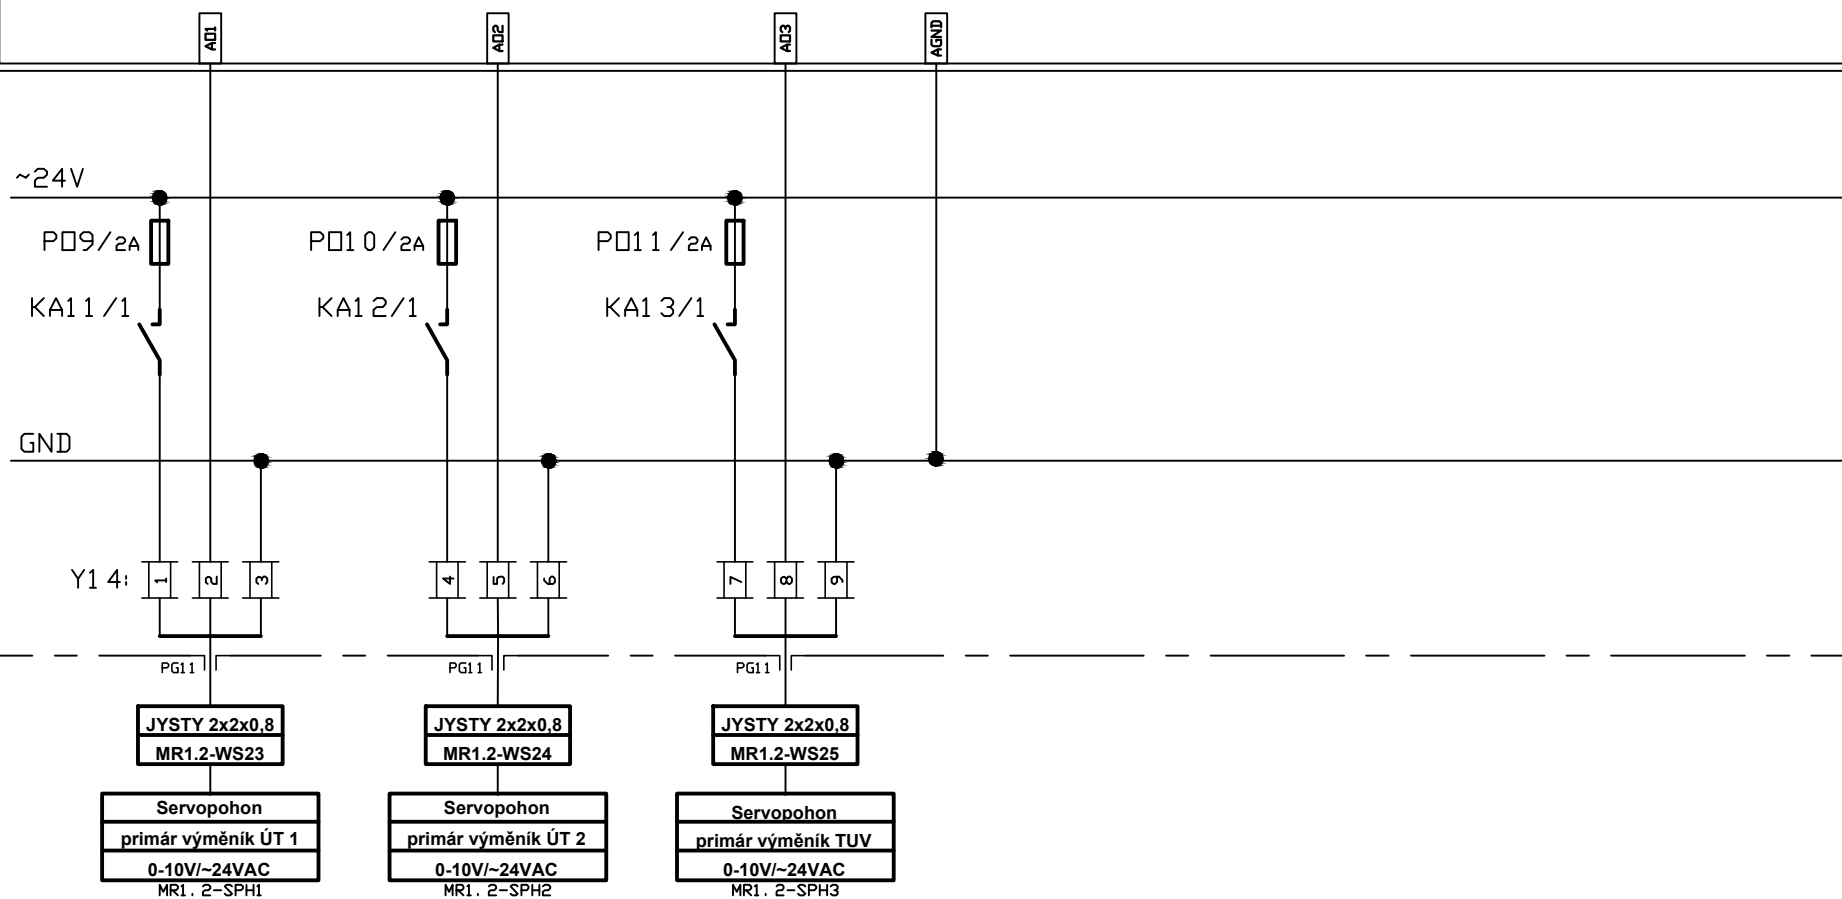 AO1 AO2 AO3 AGND
~24V
PO9/2A PO10/2A PO11/2A
KA11/1 KA12/1 KA13/1
GND
Y14: 1 2 3 4 5 6 7 8 9
PG11 PG11 PG11
JYSTY 2x2x0,8 JYSTY 2x2x0,8 JYSTY 2x2x0,8
MR1.2-WS23 MR1.2-WS24 MR1.2-WS25
Servopohon Servopohon Servopohon
primár výměník ÚT 1 primár výměník ÚT 2 primár výměník TUV
0-10V/~24VAC 0-10V/~24VAC 0-10V/~24VAC
MR1.2-SPH1 MR1.2-SPH2 MR1.2-SPH3